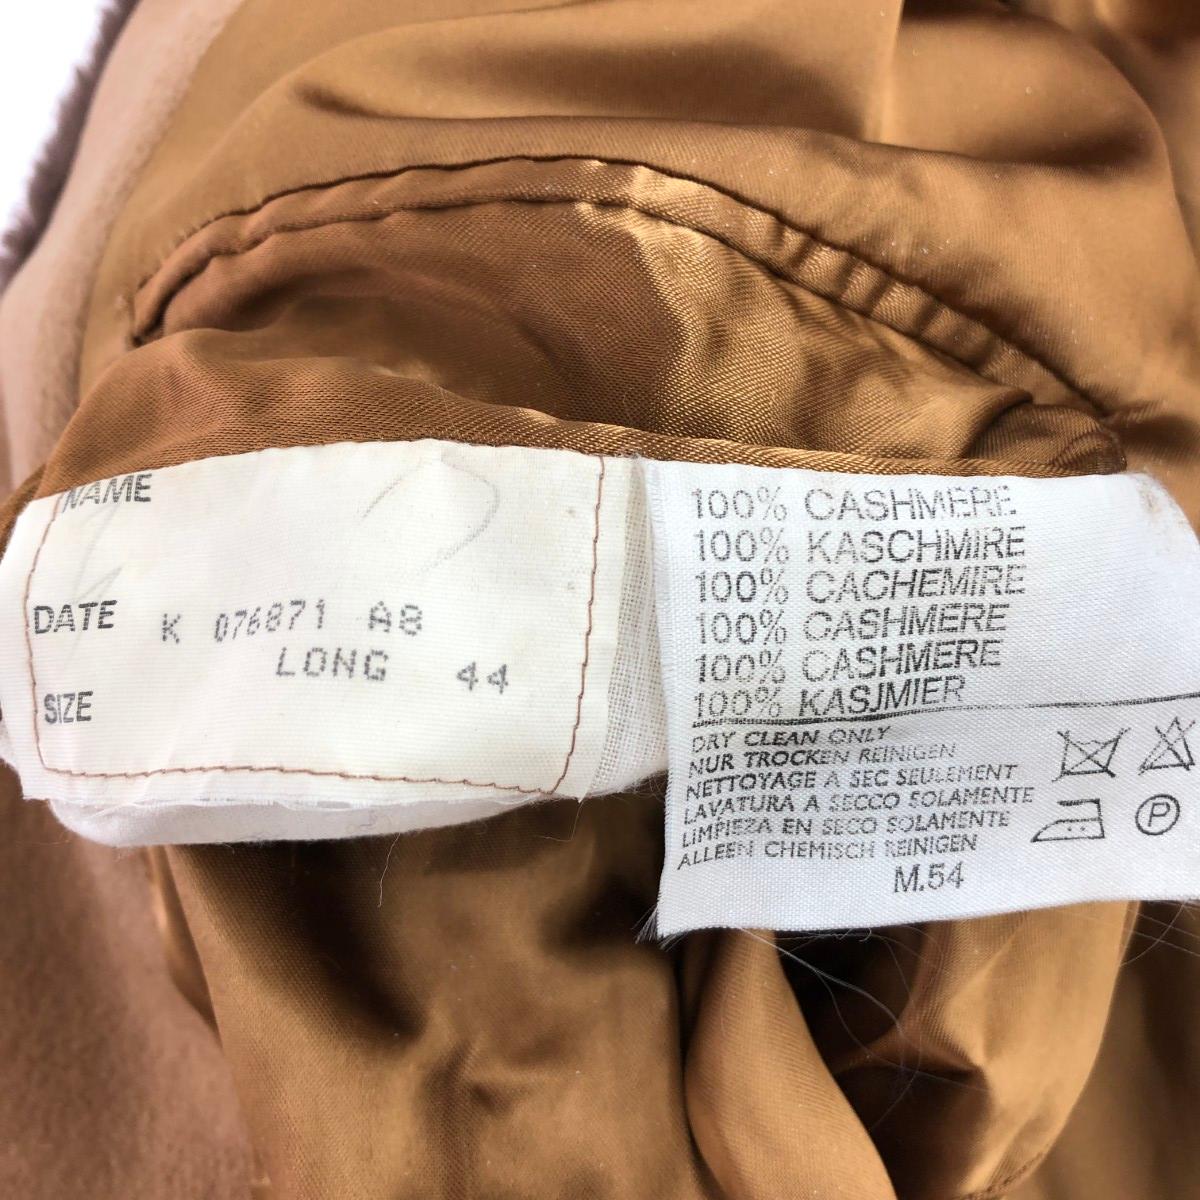 NAME
DATE K 076871 A8
LONG 44
SIZE
100% CASHMERE
100% KASCHMIRE
100% CACHEMIRE
100% CASHMERE
100% CASHMERE
100% KASJMIER
DRY CLEAN ONLY
NUR TROCKEN REINIGEN
NETTOYAGE A SEC SEULEMENT
LAVATURA A SECCO SOLAMENTE
LIMPIEZA EN SECO SOLAMENTE
ALLEEN CHEMISCH REINIGEN
P
M.54